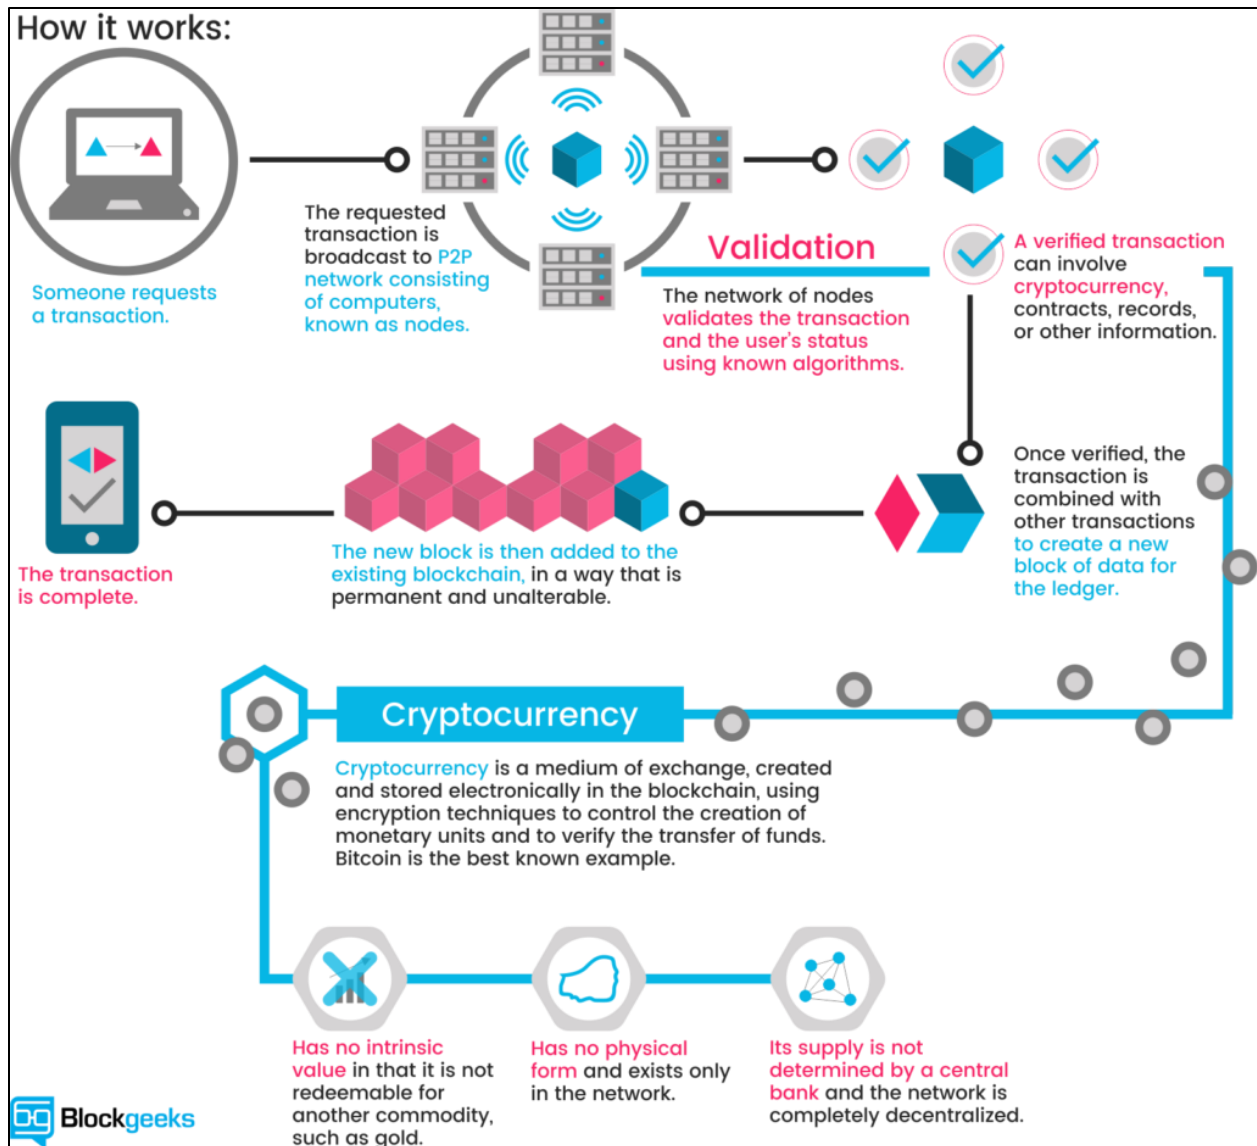 How it works:
Someone requests
a transaction.
The requested
transaction is
broadcast to P2P
network consisting
of computers,
known as nodes.
Validation
The network of nodes
validates the transaction
and the user's status
using known algorithms.
A verified transaction
can involve
cryptocurrency,
contracts, records,
or other information.
Once verified, the
transaction is
combined with
other transactions
to create a new
block of data for
the ledger.
The new block is then added to the
existing blockchain, in a way that is
permanent and unalterable.
The transaction
is complete.
Cryptocurrency
Cryptocurrency is a medium of exchange, created
and stored electronically in the blockchain, using
encryption techniques to control the creation of
monetary units and to verify the transfer of funds.
Bitcoin is the best known example.
Has no intrinsic
value in that it is not
redeemable for
another commodity,
such as gold.
Has no physical
form and exists only
in the network.
Its supply is not
determined by a central
bank and the network is
completely decentralized.
Blockgeeks